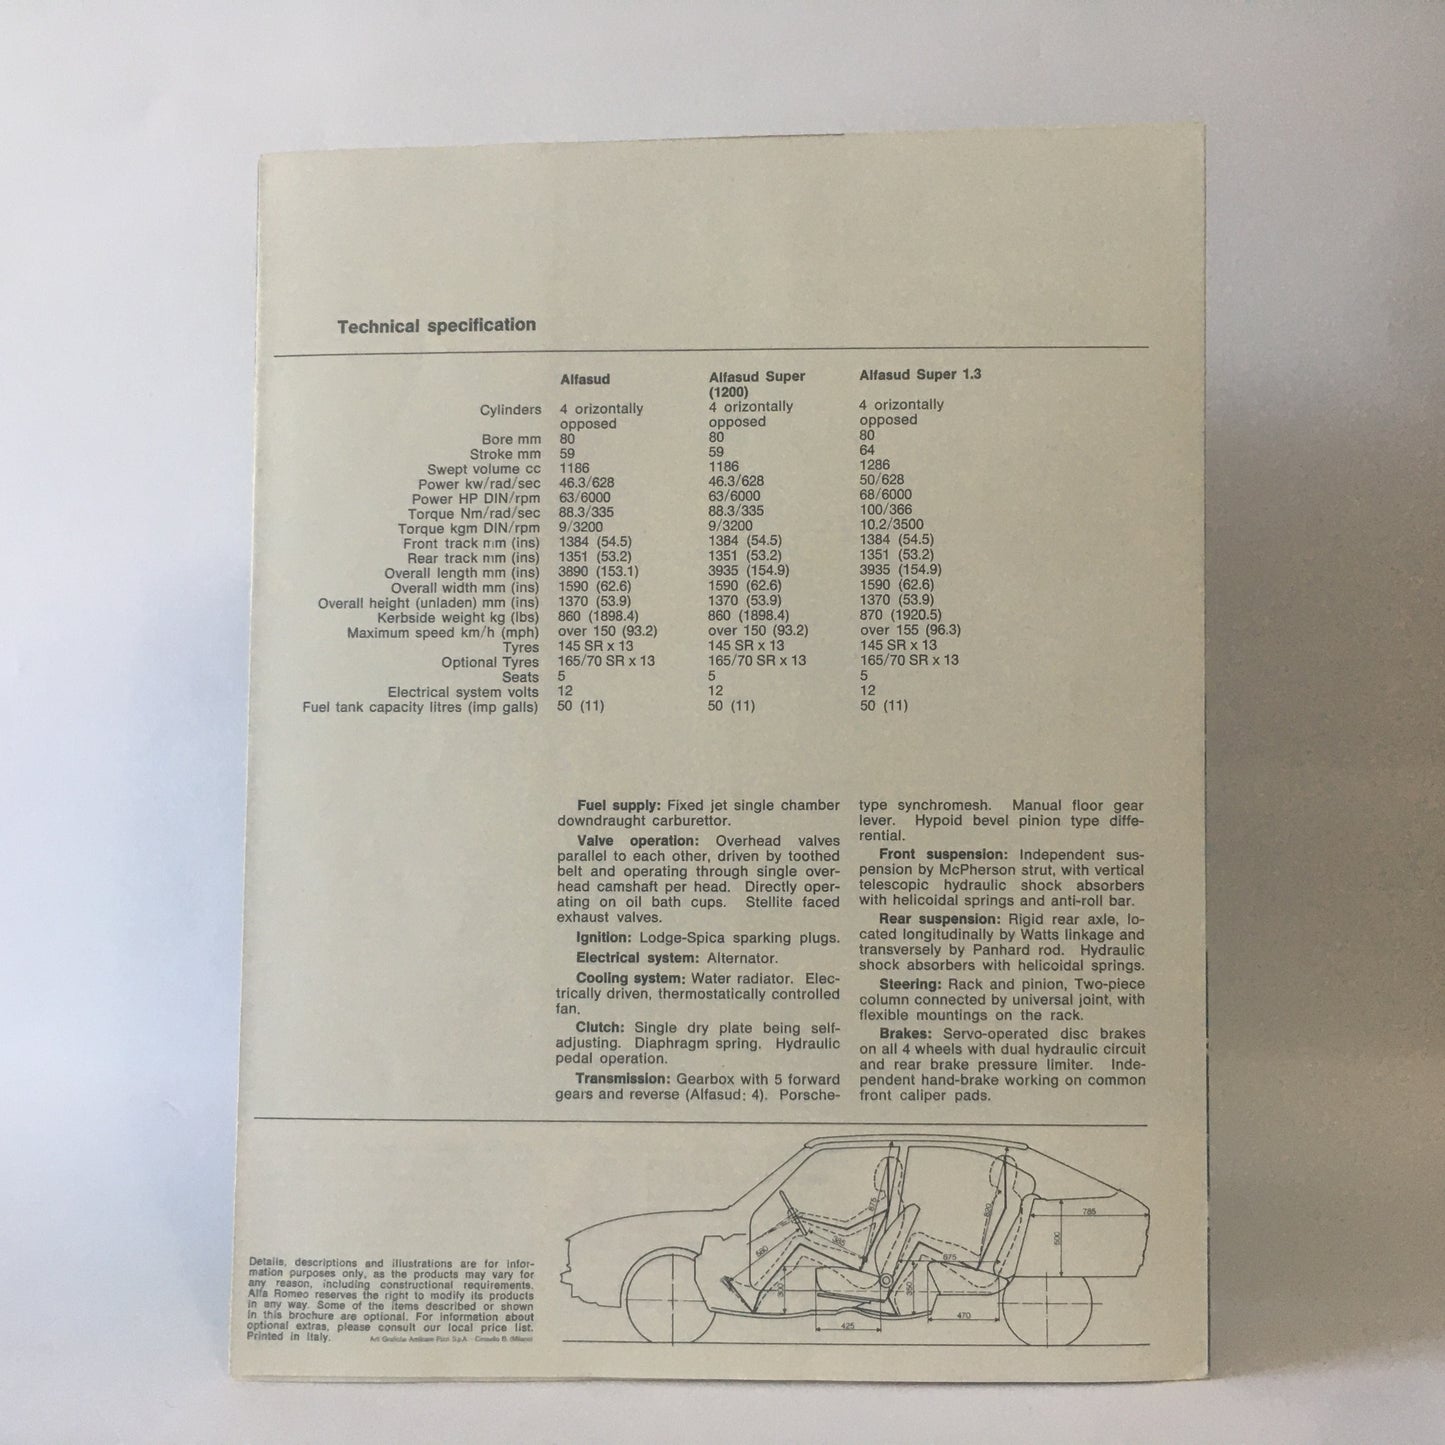 Technical specification
Alfasud Alfasud Super Alfasud Super 1.3
(1200)
Cylinders 4 orizontally 4 orizontally 4 orizontally
opposed opposed opposed
Bore mm 80 80 80
Stroke mm 59 59 64
Swept volume cc 1186 1186 1286
Power kw/rad/sec 46.3/628 46.3/628 50/628
Power HP DIN/rpm 63/6000 63/6000 68/6000
Torque Nm/rad/sec 88.3/335 88.3/335 100/366
Torque kgm DIN/rpm 9/3200 9/3200 10.2/3500
Front track mm (ins) 1384 (54.5) 1384 (54.5) 1384 (54.5)
Rear track mm (ins) 1351 (53.2) 1351 (53.2) 1351 (53.2)
Overall length mm (ins) 3890 (153.1) 3935 (154.9) 3935 (154.9)
Overall width mm (ins) 1590 (62.6) 1590 (62.6) 1590 (62.6)
Overall height (unladen) mm (ins) 1370 (53.9) 1370 (53.9) 1370 (53.9)
Kerbside weight kg (lbs) 860 (1898.4) 860 (1898.4) 870 (1920.5)
Maximum speed km/h (mph) over 150 (93.2) over 150 (93.2) over 155 (96.3)
Tyres 145 SR x 13 145 SR x 13 145 SR x 13
Optional Tyres 165/70 SR x 13 165/70 SR x 13 165/70 SR x 13
Seats 5 5 5
Electrical system volts 12 12 12
Fuel tank capacity litres (imp galls) 50 (11) 50 (11) 50 (11)
Fuel supply: Fixed jet single chamber
downdraught carburettor.
Valve operation: Overhead valves
parallel to each other, driven by toothed
belt and operating through single over-
head camshaft per head. Directly oper-
ating on oil bath cups. Stellite faced
exhaust valves.
Ignition: Lodge-Spica sparking plugs.
Electrical system: Alternator.
Cooling system: Water radiator. Elec-
trically driven, thermostatically controlled
fan.
Clutch: Single dry plate being self-
adjusting. Diaphragm spring. Hydraulic
pedal operation.
Transmission: Gearbox with 5 forward
gears and reverse (Alfasud: 4). Porsche-
type synchromesh. Manual floor gear
lever. Hypoid bevel pinion type diffe-
rential.
Front suspension: Independent sus-
pension by McPherson strut, with vertical
telescopic hydraulic shock absorbers
with helicoidal springs and anti-roll bar.
Rear suspension: Rigid rear axle, lo-
cated longitudinally by Watts linkage and
transversely by Panhard rod. Hydraulic
shock absorbers with helicoidal springs.
Steering: Rack and pinion, Two-piece
column connected by universal joint, with
flexible mountings on the rack.
Brakes: Servo-operated disc brakes
on all 4 wheels with dual hydraulic circuit
and rear brake pressure limiter. Inde-
pendent hand-brake working on common
front caliper pads.
Details, descriptions and illustrations are for infor-
mation purposes only, as the products may vary for
any reason, including constructional requirements.
Alfa Romeo reserves the right to modify its products
in any way. Some of the items described or shown
in this brochure are optional. For information about
optional extras, please consult our local price list.
Printed in Italy. Arti Grafiche Amilcare Pizzi S.p.A. Cinisello B. (Milano)
785
500
675
470
425